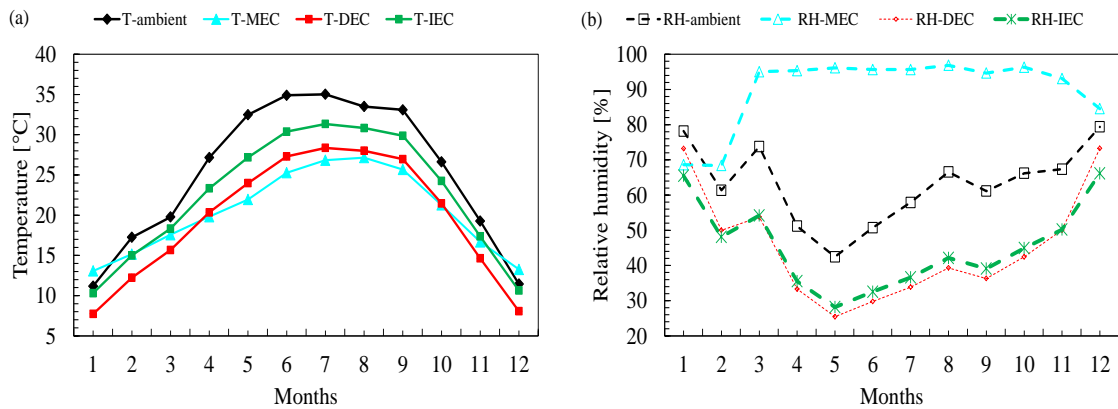 (a)
T-ambient T-MEC T-DEC T-IEC
40
35
30
25
20
15
10
5
Temperature [°C]
1 2 3 4 5 6 7 8 9 10 11 12
Months
(b)
RH-ambient RH-MEC RH-DEC RH-IEC
100
90
80
70
60
50
40
30
20
Relative humidity [%]
1 2 3 4 5 6 7 8 9 10 11 12
Months